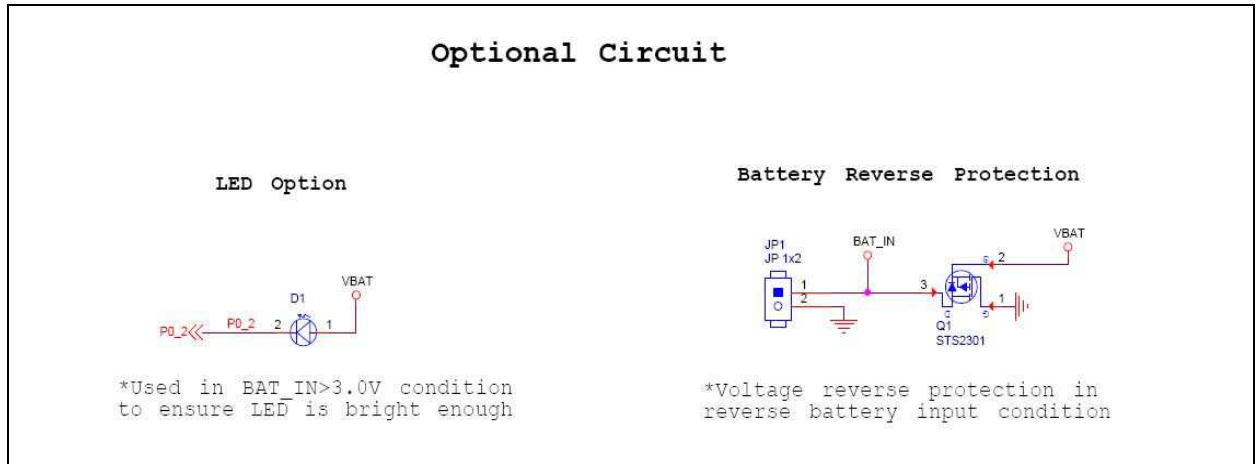 Optional Circuit
LED Option
Battery Reverse Protection
VBAT
D1
P0_2
P0_2
2
1
*Used in BAT_IN>3.0V condition
to ensure LED is bright enough
JP1
JP 1x2
BAT_IN
VBAT
1
2
3
S
2
D
G
1
Q1
STS2301
*Voltage reverse protection in
reverse battery input condition